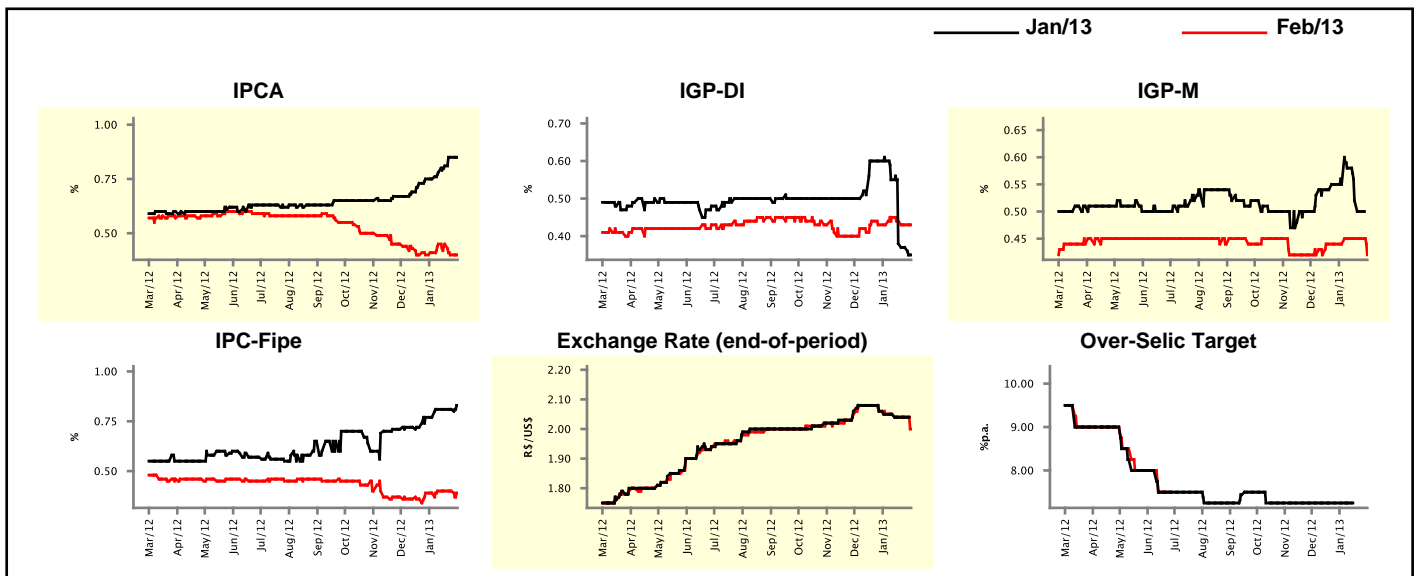 Jan/13 Feb/13
IPCA
1.00
0.75
0.50
%
Mar/12 Apr/12 May/12 Jun/12 Jul/12 Aug/12 Sep/12 Oct/12 Nov/12 Dec/12 Jan/13
IGP-DI
0.70
0.60
0.50
0.40
%
Mar/12 Apr/12 May/12 Jun/12 Jul/12 Aug/12 Sep/12 Oct/12 Nov/12 Dec/12 Jan/13
IGP-M
0.65
0.60
0.55
0.50
0.45
%
Mar/12 Apr/12 May/12 Jun/12 Jul/12 Aug/12 Sep/12 Oct/12 Nov/12 Dec/12 Jan/13
IPC-Fipe
1.00
0.75
0.50
%
Mar/12 Apr/12 May/12 Jun/12 Jul/12 Aug/12 Sep/12 Oct/12 Nov/12 Dec/12 Jan/13
Exchange Rate (end-of-period)
2.20
2.10
2.00
1.90
1.80
R$/US$
Mar/12 Apr/12 May/12 Jun/12 Jul/12 Aug/12 Sep/12 Oct/12 Nov/12 Dec/12 Jan/13
Over-Selic Target
10.00
9.00
8.00
%p.a.
Mar/12 Apr/12 May/12 Jun/12 Jul/12 Aug/12 Sep/12 Oct/12 Nov/12 Dec/12 Jan/13